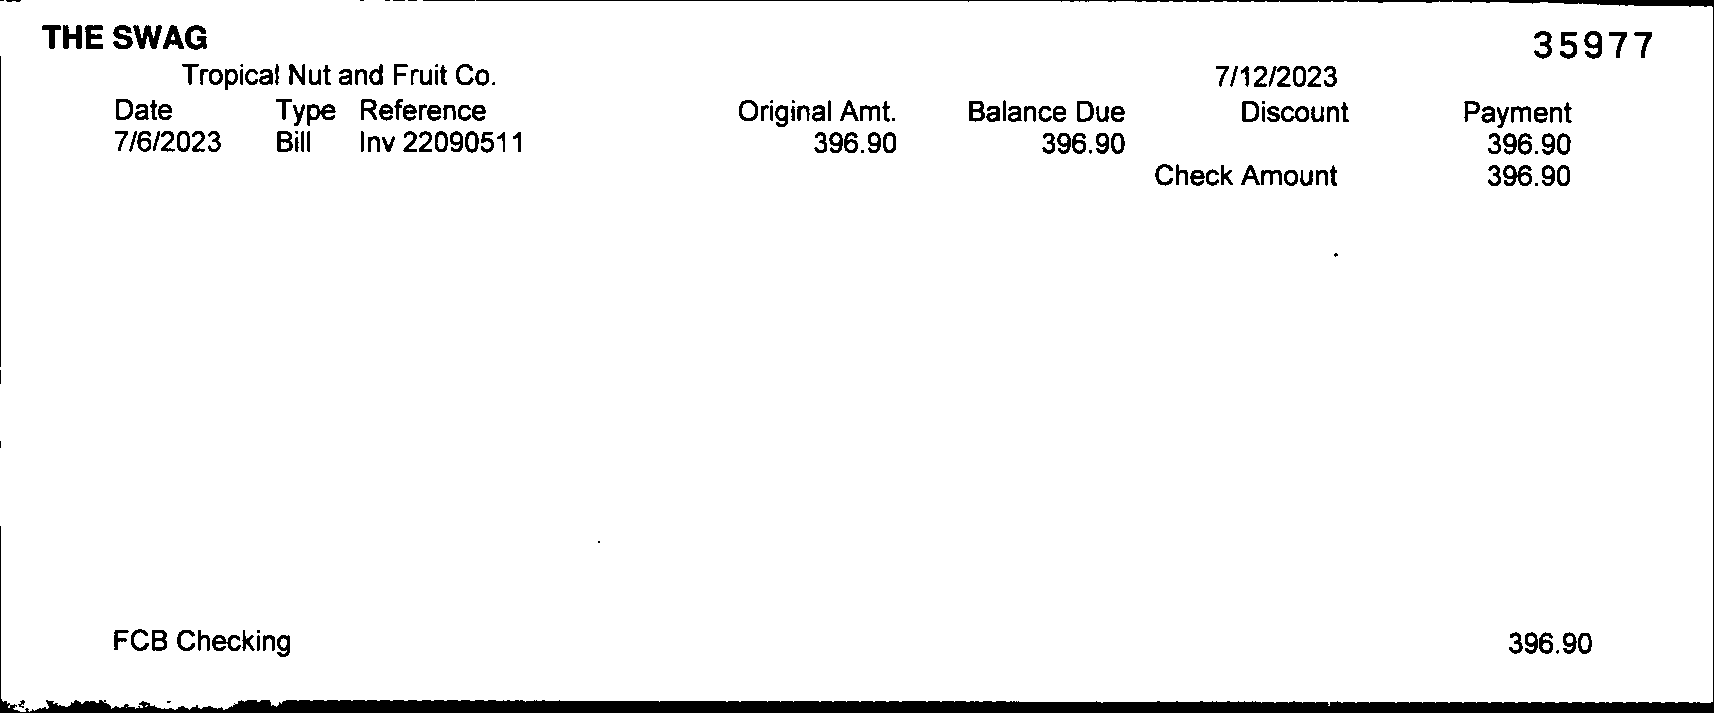 THE SWAG 35977
Tropical Nut and Fruit Co. 7/12/2023
Date Type Reference Original Amt. Balance Due Discount Payment
7/6/2023 Bill Inv 22090511 396.90 396.90 396.90
Check Amount 396.90
FCB Checking 396.90